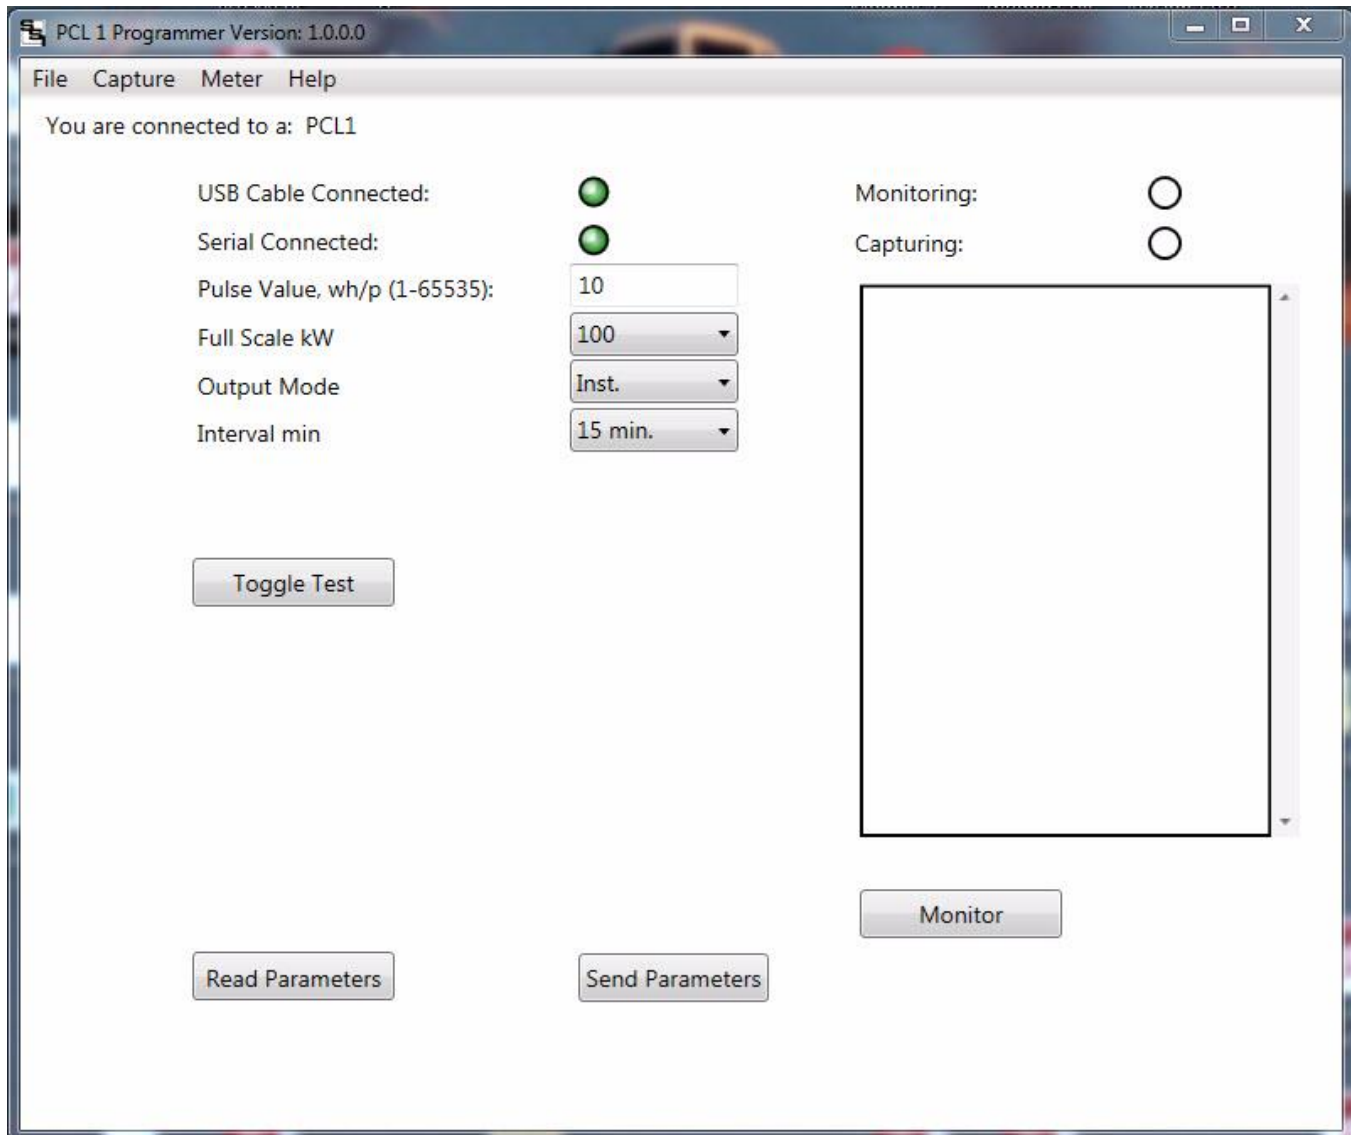 PCL 1 Programmer Version: 1.0.0.0
File Capture Meter Help
You are connected to a: PCL1
USB Cable Connected:
Monitoring:
Serial Connected:
Capturing:
Pulse Value, wh/p (1-65535): 10
Full Scale kW 100
Output Mode Inst.
Interval min 15 min.
Toggle Test
Monitor
Read Parameters
Send Parameters